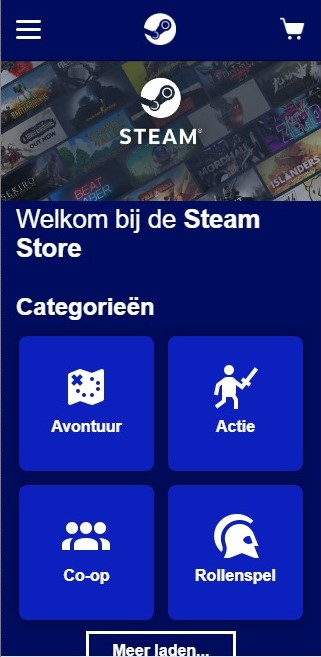 STEAM®
OUT NOW
SEKIRO
BEAT SABER
MORDHAU
ISLANDERS
Welkom bij de Steam
Store
Categorieën
Avontuur
Actie
Co-op
Rollenspel
Meer laden...